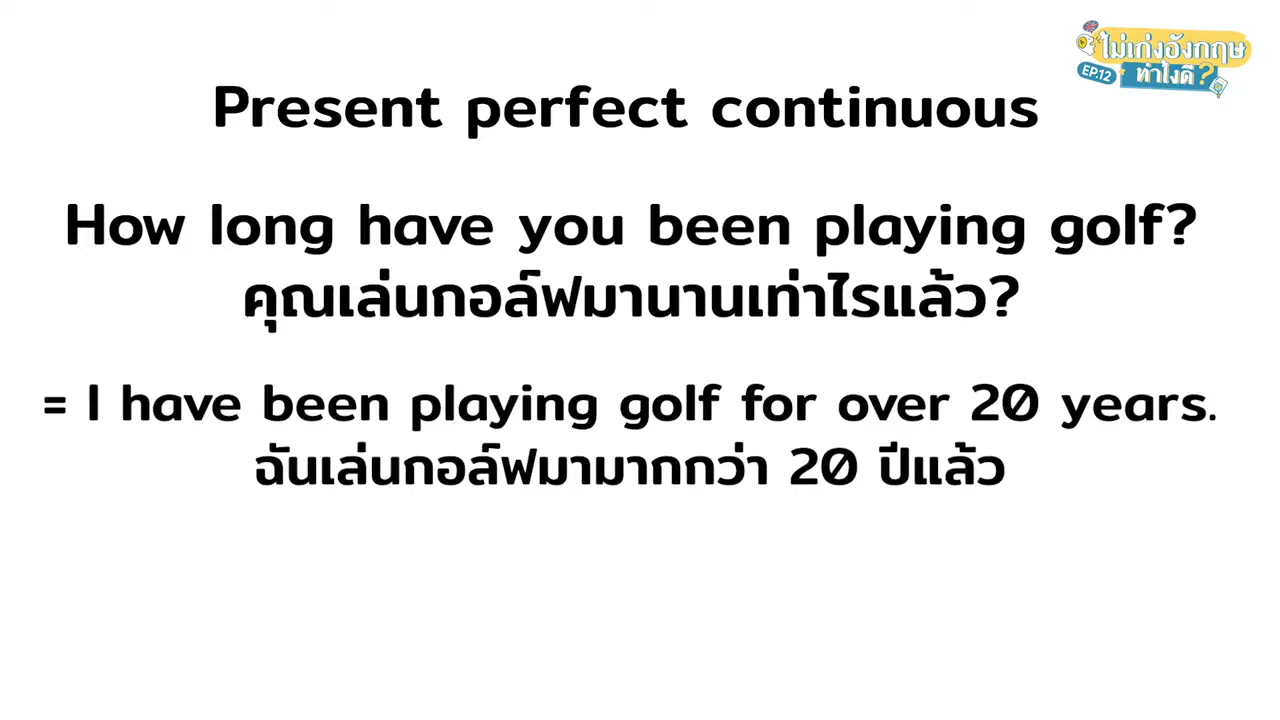 ไม่เก่งอังกฤษ
EP.12 ทำไงดี?
Present perfect continuous
How long have you been playing golf?
คุณเล่นกอล์ฟมานานเท่าไรแล้ว?
= I have been playing golf for over 20 years.
ฉันเล่นกอล์ฟมามากกว่า 20 ปีแล้ว